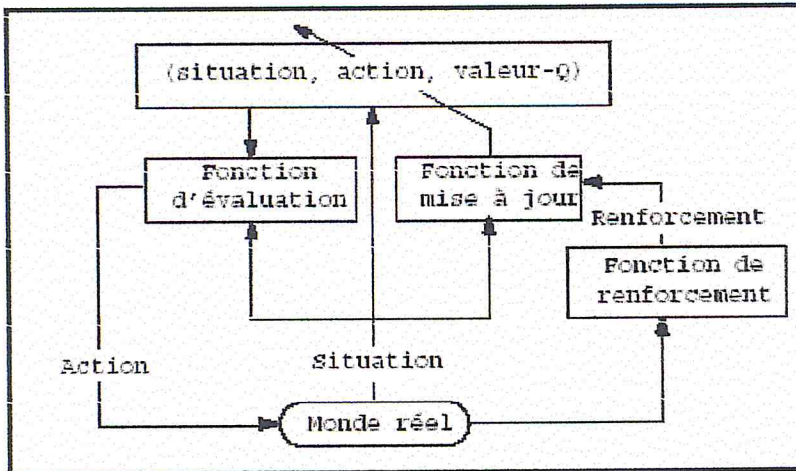 (situation, action, valeur-Q)
Fonction
d'évaluation
Fonction de
mise à jour
Renforcement
Fonction de
renforcement
Action
Situation
Monde réel